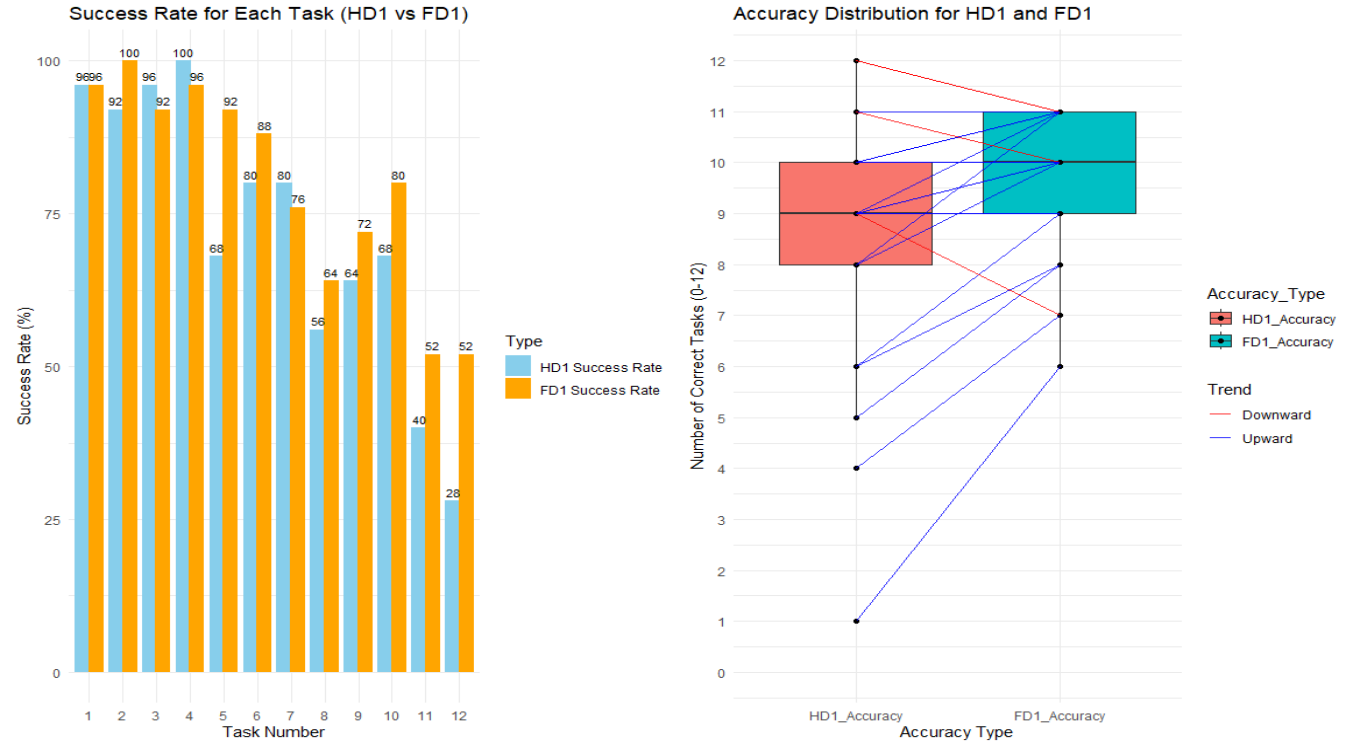 Success Rate for Each Task (HD1 vs FD1)
Success Rate (%)
100
75
50
25
0
96 96
92 100
96 92
100 96
68 92
80 88
80 76
56 64
64 72
68 80
40 52
28 52
1 2 3 4 5 6 7 8 9 10 11 12
Task Number
Type
HD1 Success Rate
FD1 Success Rate
Accuracy Distribution for HD1 and FD1
Number of Correct Tasks (0-12)
12
11
10
9
8
7
6
5
4
3
2
1
0
HD1_Accuracy FD1_Accuracy
Accuracy Type
Accuracy_Type
HD1_Accuracy
FD1_Accuracy
Trend
Downward
Upward